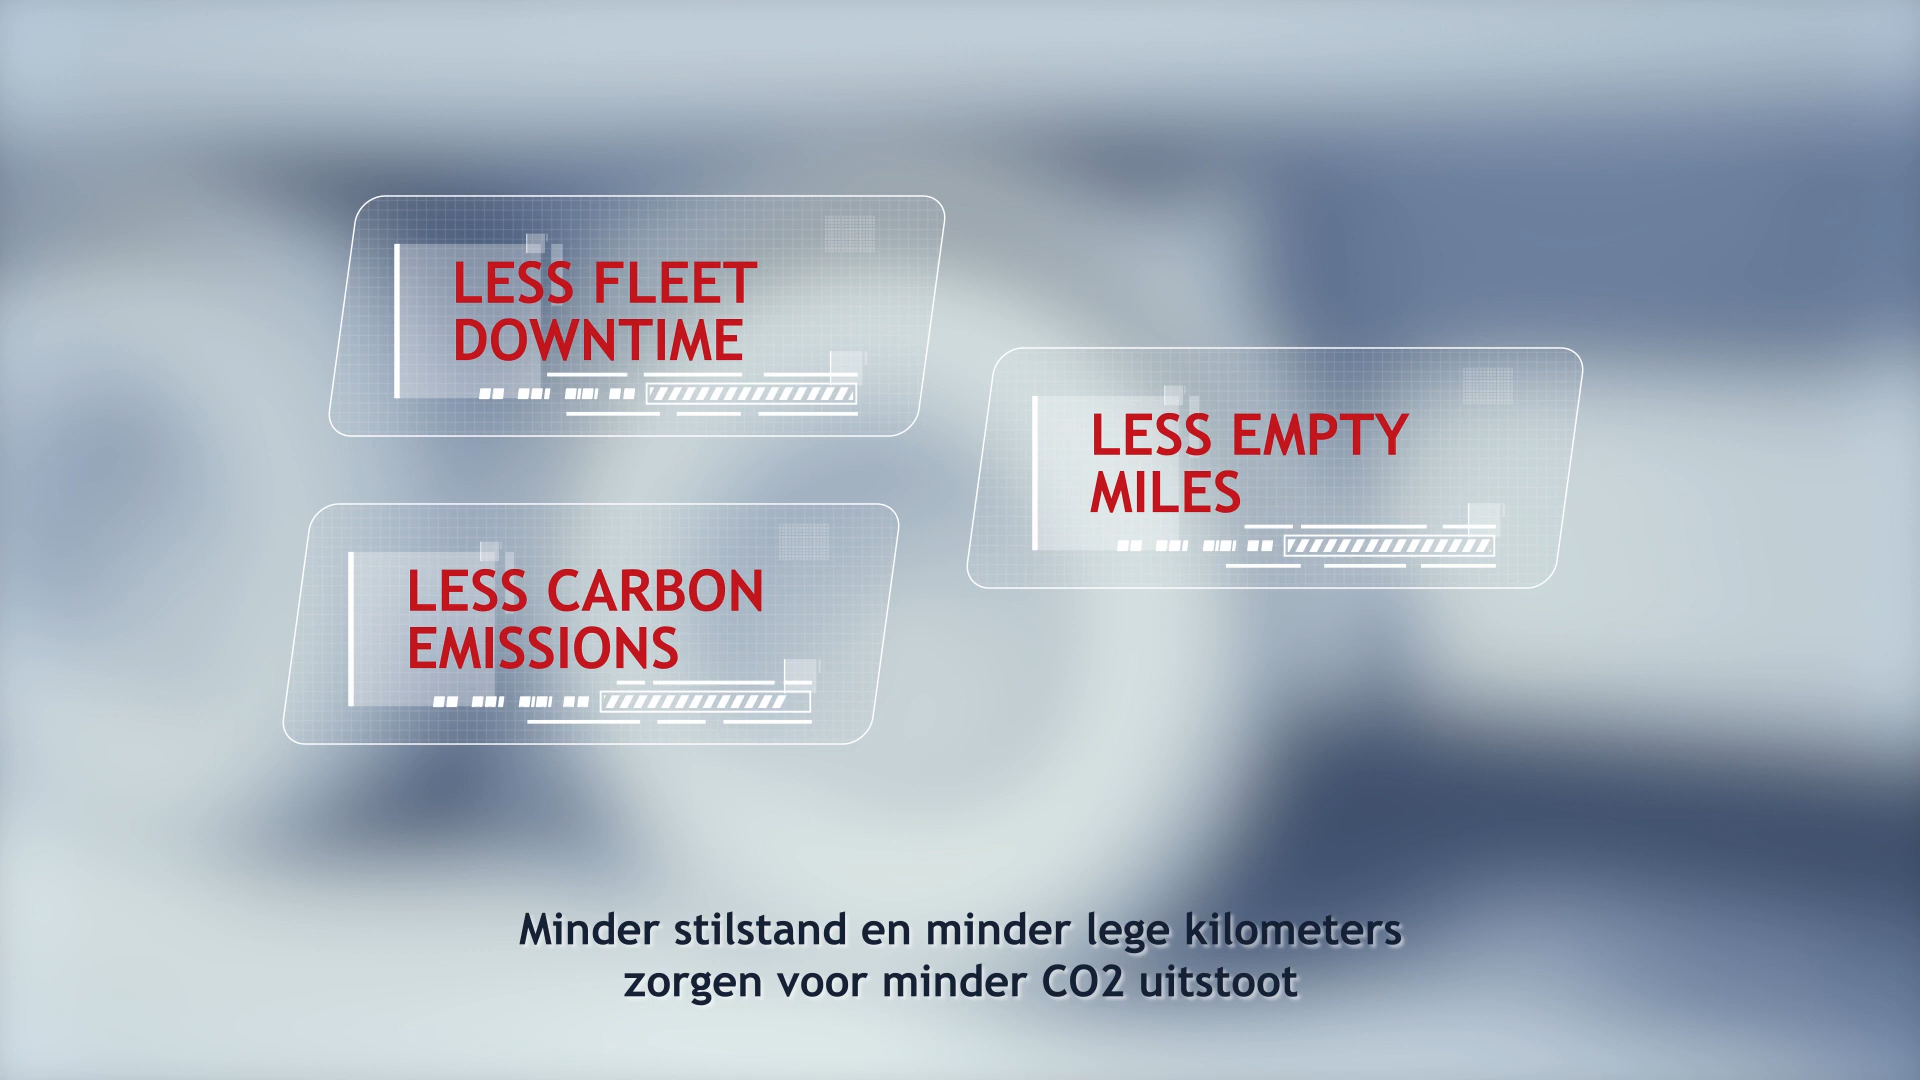 LESS FLEET
DOWNTIME
LESS EMPTY
MILES
LESS CARBON
EMISSIONS
Minder stilstand en minder lege kilometers
zorgen voor minder CO2 uitstoot